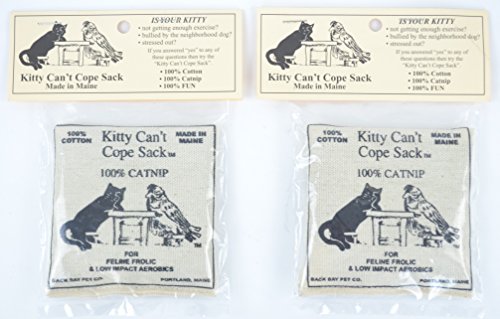 IS YOUR KITTY
• not getting enough exercise?
• bullied by the neighborhood dog?
• stressed out?
If you answered "yes" to any of
these questions then try the
"Kitty Can't Cope Sack".
• 100% Cotton
• 100% Catnip
• 100% FUN
Kitty Can't Cope Sack
Made in Maine
100%
COTTON
Kitty Can't
Cope Sack™
MADE IN
MAINE
100% CATNIP
TM
FOR
FELINE FROLIC
& LOW IMPACT AEROBICS
BACK BAY PET CO.
PORTLAND, MAINE
IS YOUR KITTY
• not getting enough exercise?
• bullied by the neighborhood dog?
• stressed out?
If you answered "yes" to any of
these questions then try the
"Kitty Can't Cope Sack".
• 100% Cotton
• 100% Catnip
• 100% FUN
Kitty Can't Cope Sack
Made in Maine
100%
COTTON
Kitty Can't
Cope Sack™
MADE IN
MAINE
100% CATNIP
TM
FOR
FELINE FROLIC
& LOW IMPACT AEROBICS
BACK BAY PET CO.
PORTLAND, MAINE